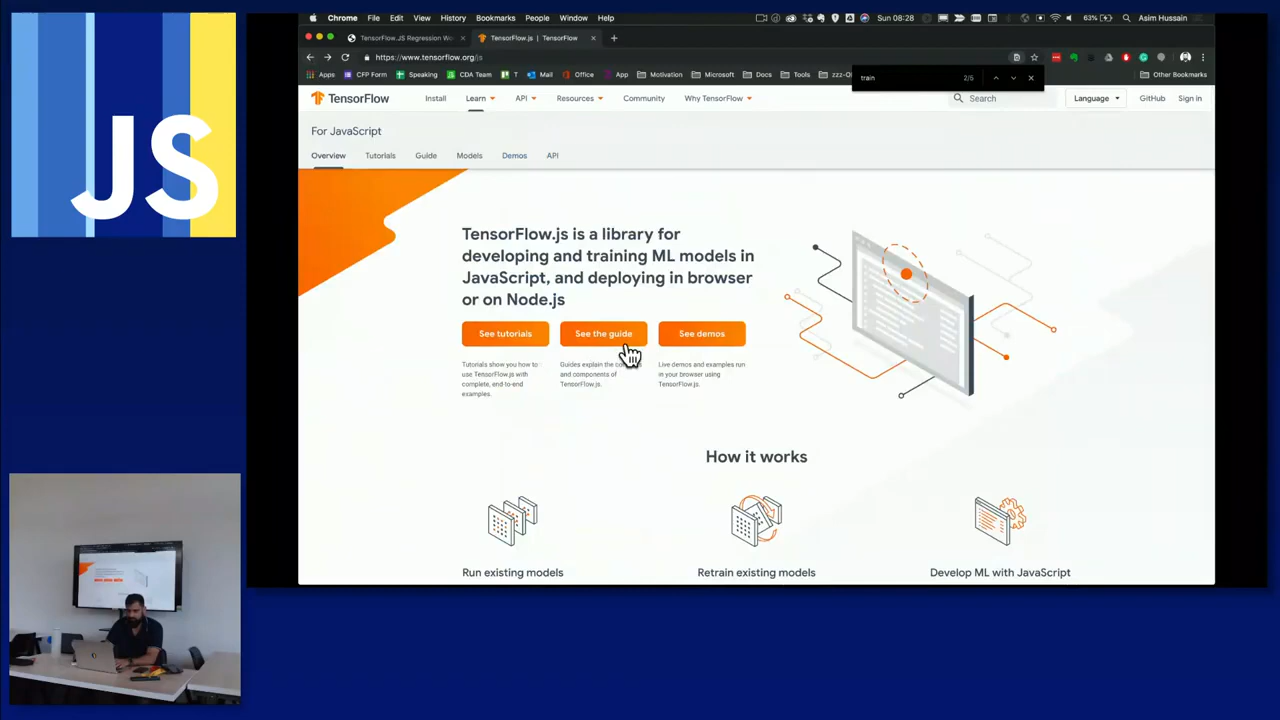 JS
Chrome File Edit View History Bookmarks People Window Help
Sun 08:28
63%
Asim Hussain
TensorFlow.JS Regression Wo
TensorFlow.js | TensorFlow
https://www.tensorflow.org/js
Apps CFP Form Speaking CDA Team T Mail Office App Motivation Microsoft Docs Tools Other Bookmarks
train 2/5
TensorFlow Install Learn API Resources Community Why TensorFlow Search Language GitHub Sign in
For JavaScript
Overview Tutorials Guide Models Demos API
TensorFlow.js is a library for
developing and training ML models in
JavaScript, and deploying in browser
or on Node.js
See tutorials See the guide See demos
Tutorials show you how to
use TensorFlow.js with
complete, end-to-end
examples.
Guides explain the
and components of
TensorFlow.js.
Live demos and examples run
in your browser using
TensorFlow.js.
How it works
Run existing models Retrain existing models Develop ML with JavaScript